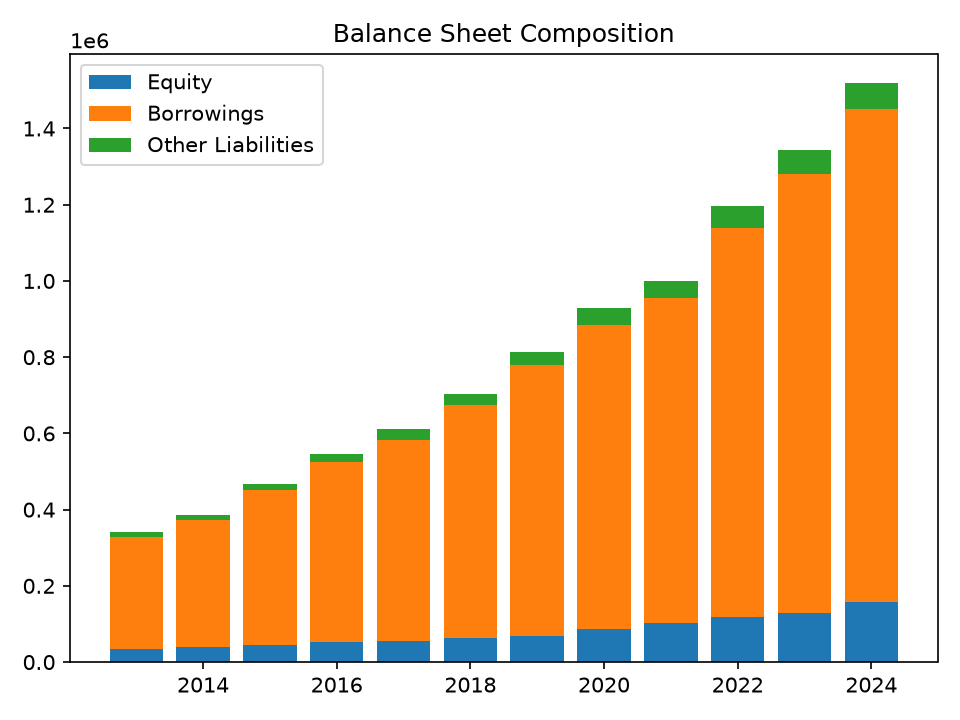 Balance Sheet Composition
1e6
Equity
Borrowings
Other Liabilities
1.4
1.2
1.0
0.8
0.6
0.4
0.2
0.0
2014 2016 2018 2020 2022 2024